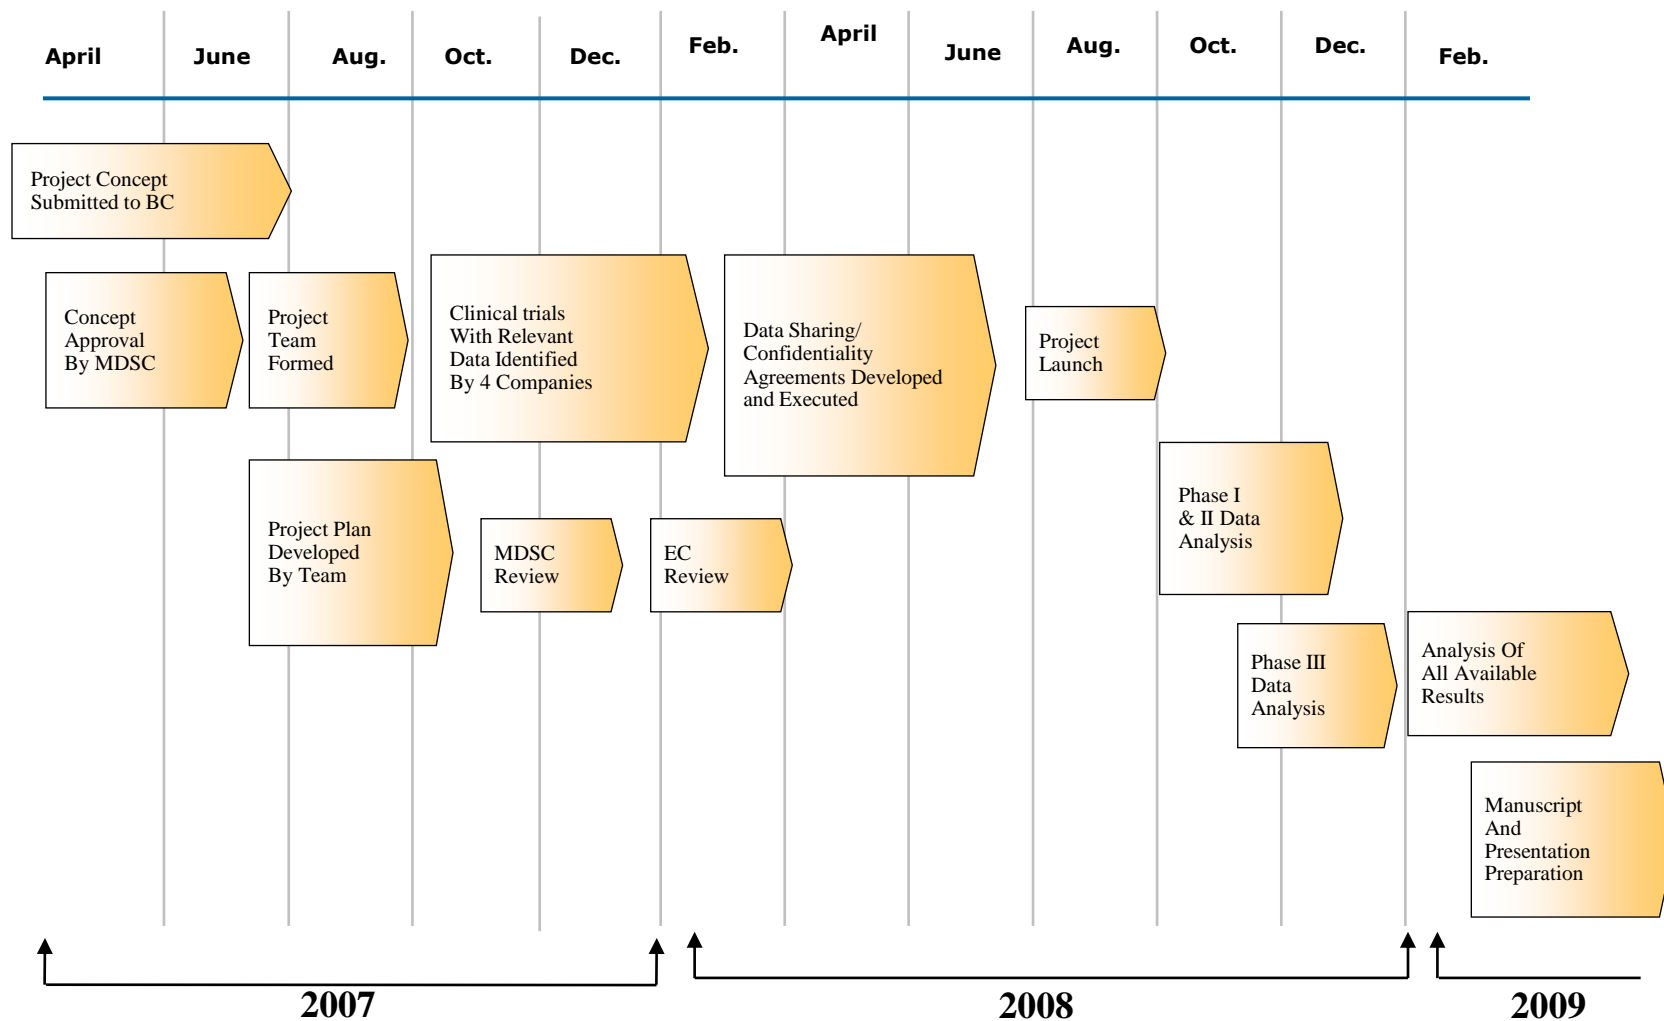 April
June
Aug.
Oct.
Dec.
Feb.
April
June
Aug.
Oct.
Dec.
Feb.
Project Concept
Submitted to BC
Concept
Approval
By MDSC
Project
Team
Formed
Clinical trials
With Relevant
Data Identified
By 4 Companies
Data Sharing/
Confidentiality
Agreements Developed
and Executed
Project
Launch
Project Plan
Developed
By Team
MDSC
Review
EC
Review
Phase I
& II Data
Analysis
Phase III
Data
Analysis
Analysis Of
All Available
Results
Manuscript
And
Presentation
Preparation
2007
2008
2009